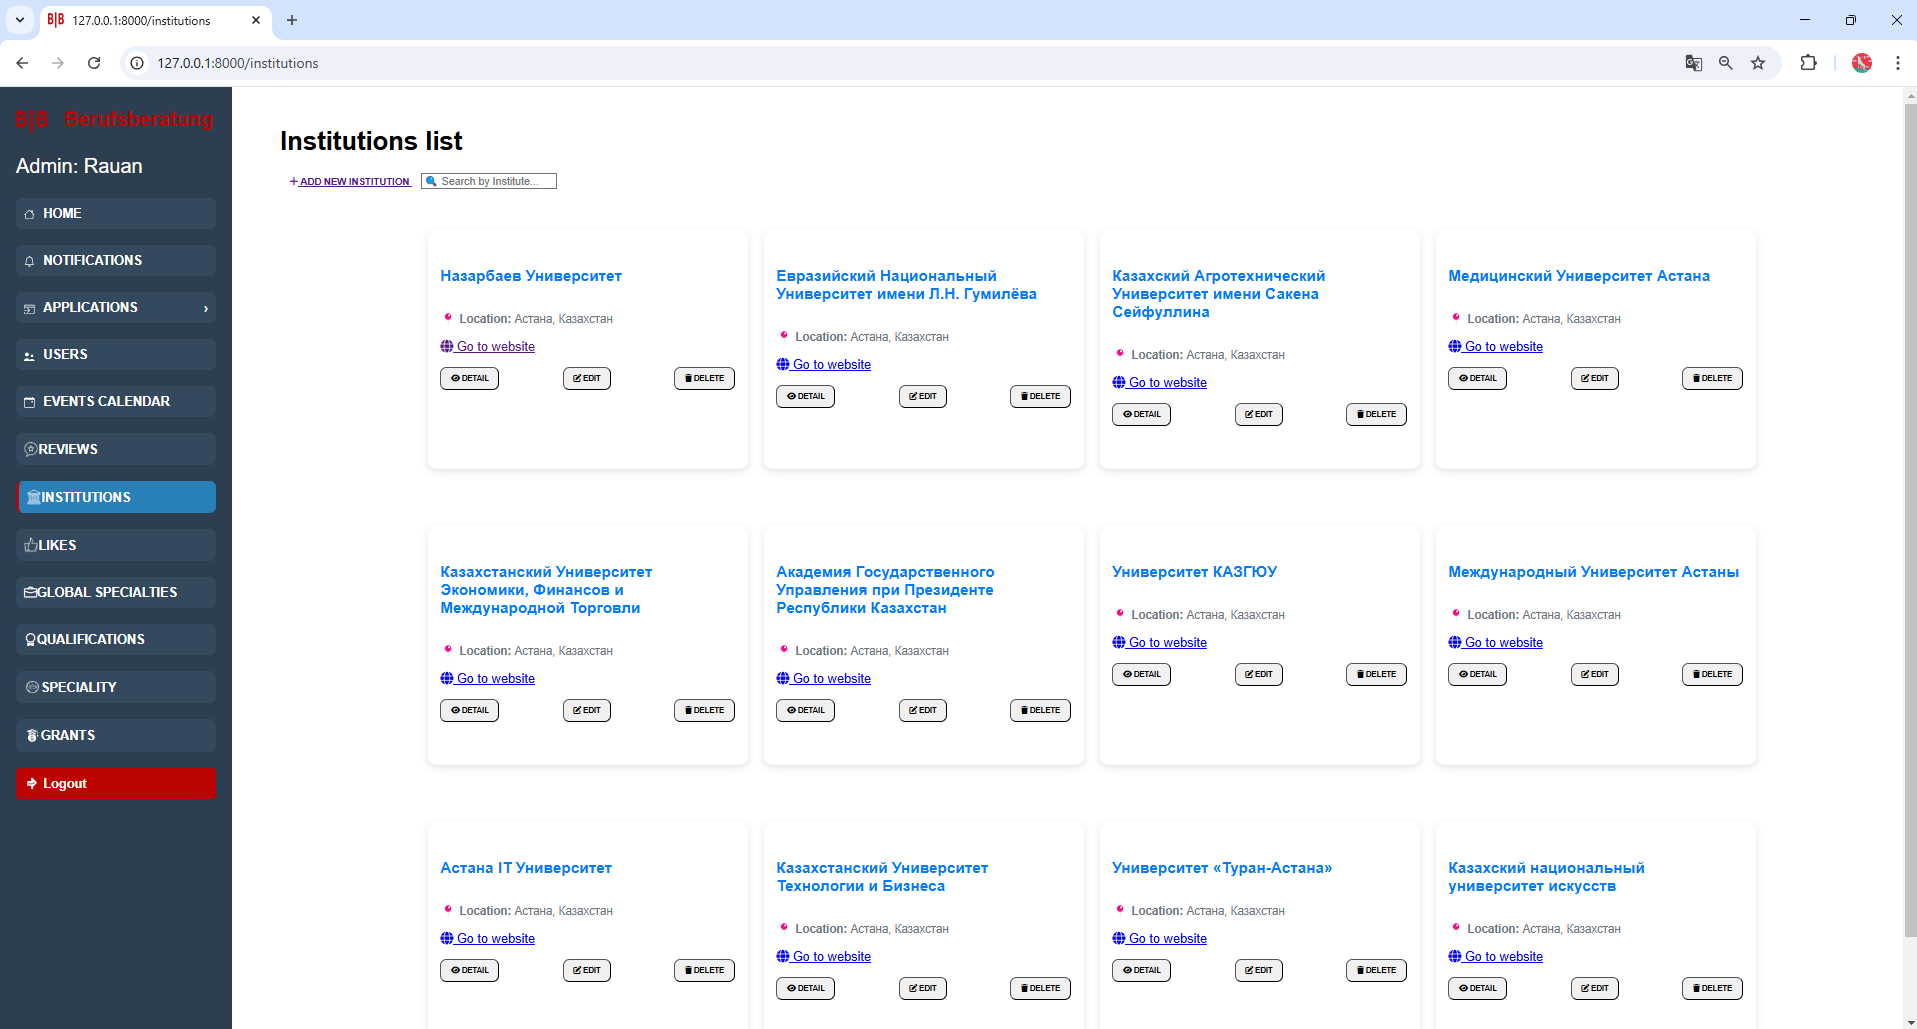 B|B 127.0.0.1:8000/institutions
127.0.0.1:8000/institutions
B|B Berufsberatung
Admin: Rauan
HOME
NOTIFICATIONS
APPLICATIONS ›
USERS
EVENTS CALENDAR
REVIEWS
INSTITUTIONS
LIKES
GLOBAL SPECIALTIES
QUALIFICATIONS
SPECIALITY
GRANTS
Logout
Institutions list
+ ADD NEW INSTITUTION Search by Institute...
Назарбаев Университет
Location: Астана, Казахстан
Go to website
DETAIL EDIT DELETE
Евразийский Национальный
Университет имени Л.Н. Гумилёва
Location: Астана, Казахстан
Go to website
DETAIL EDIT DELETE
Казахский Агротехнический
Университет имени Сакена
Сейфуллина
Location: Астана, Казахстан
Go to website
DETAIL EDIT DELETE
Медицинский Университет Астана
Location: Астана, Казахстан
Go to website
DETAIL EDIT DELETE
Казахстанский Университет
Экономики, Финансов и
Международной Торговли
Location: Астана, Казахстан
Go to website
DETAIL EDIT DELETE
Академия Государственного
Управления при Президенте
Республики Казахстан
Location: Астана, Казахстан
Go to website
DETAIL EDIT DELETE
Университет КАЗГЮУ
Location: Астана, Казахстан
Go to website
DETAIL EDIT DELETE
Международный Университет Астаны
Location: Астана, Казахстан
Go to website
DETAIL EDIT DELETE
Астана IT Университет
Location: Астана, Казахстан
Go to website
DETAIL EDIT DELETE
Казахстанский Университет
Технологии и Бизнеса
Location: Астана, Казахстан
Go to website
DETAIL EDIT DELETE
Университет «Туран-Астана»
Location: Астана, Казахстан
Go to website
DETAIL EDIT DELETE
Казахский национальный
университет искусств
Location: Астана, Казахстан
Go to website
DETAIL EDIT DELETE